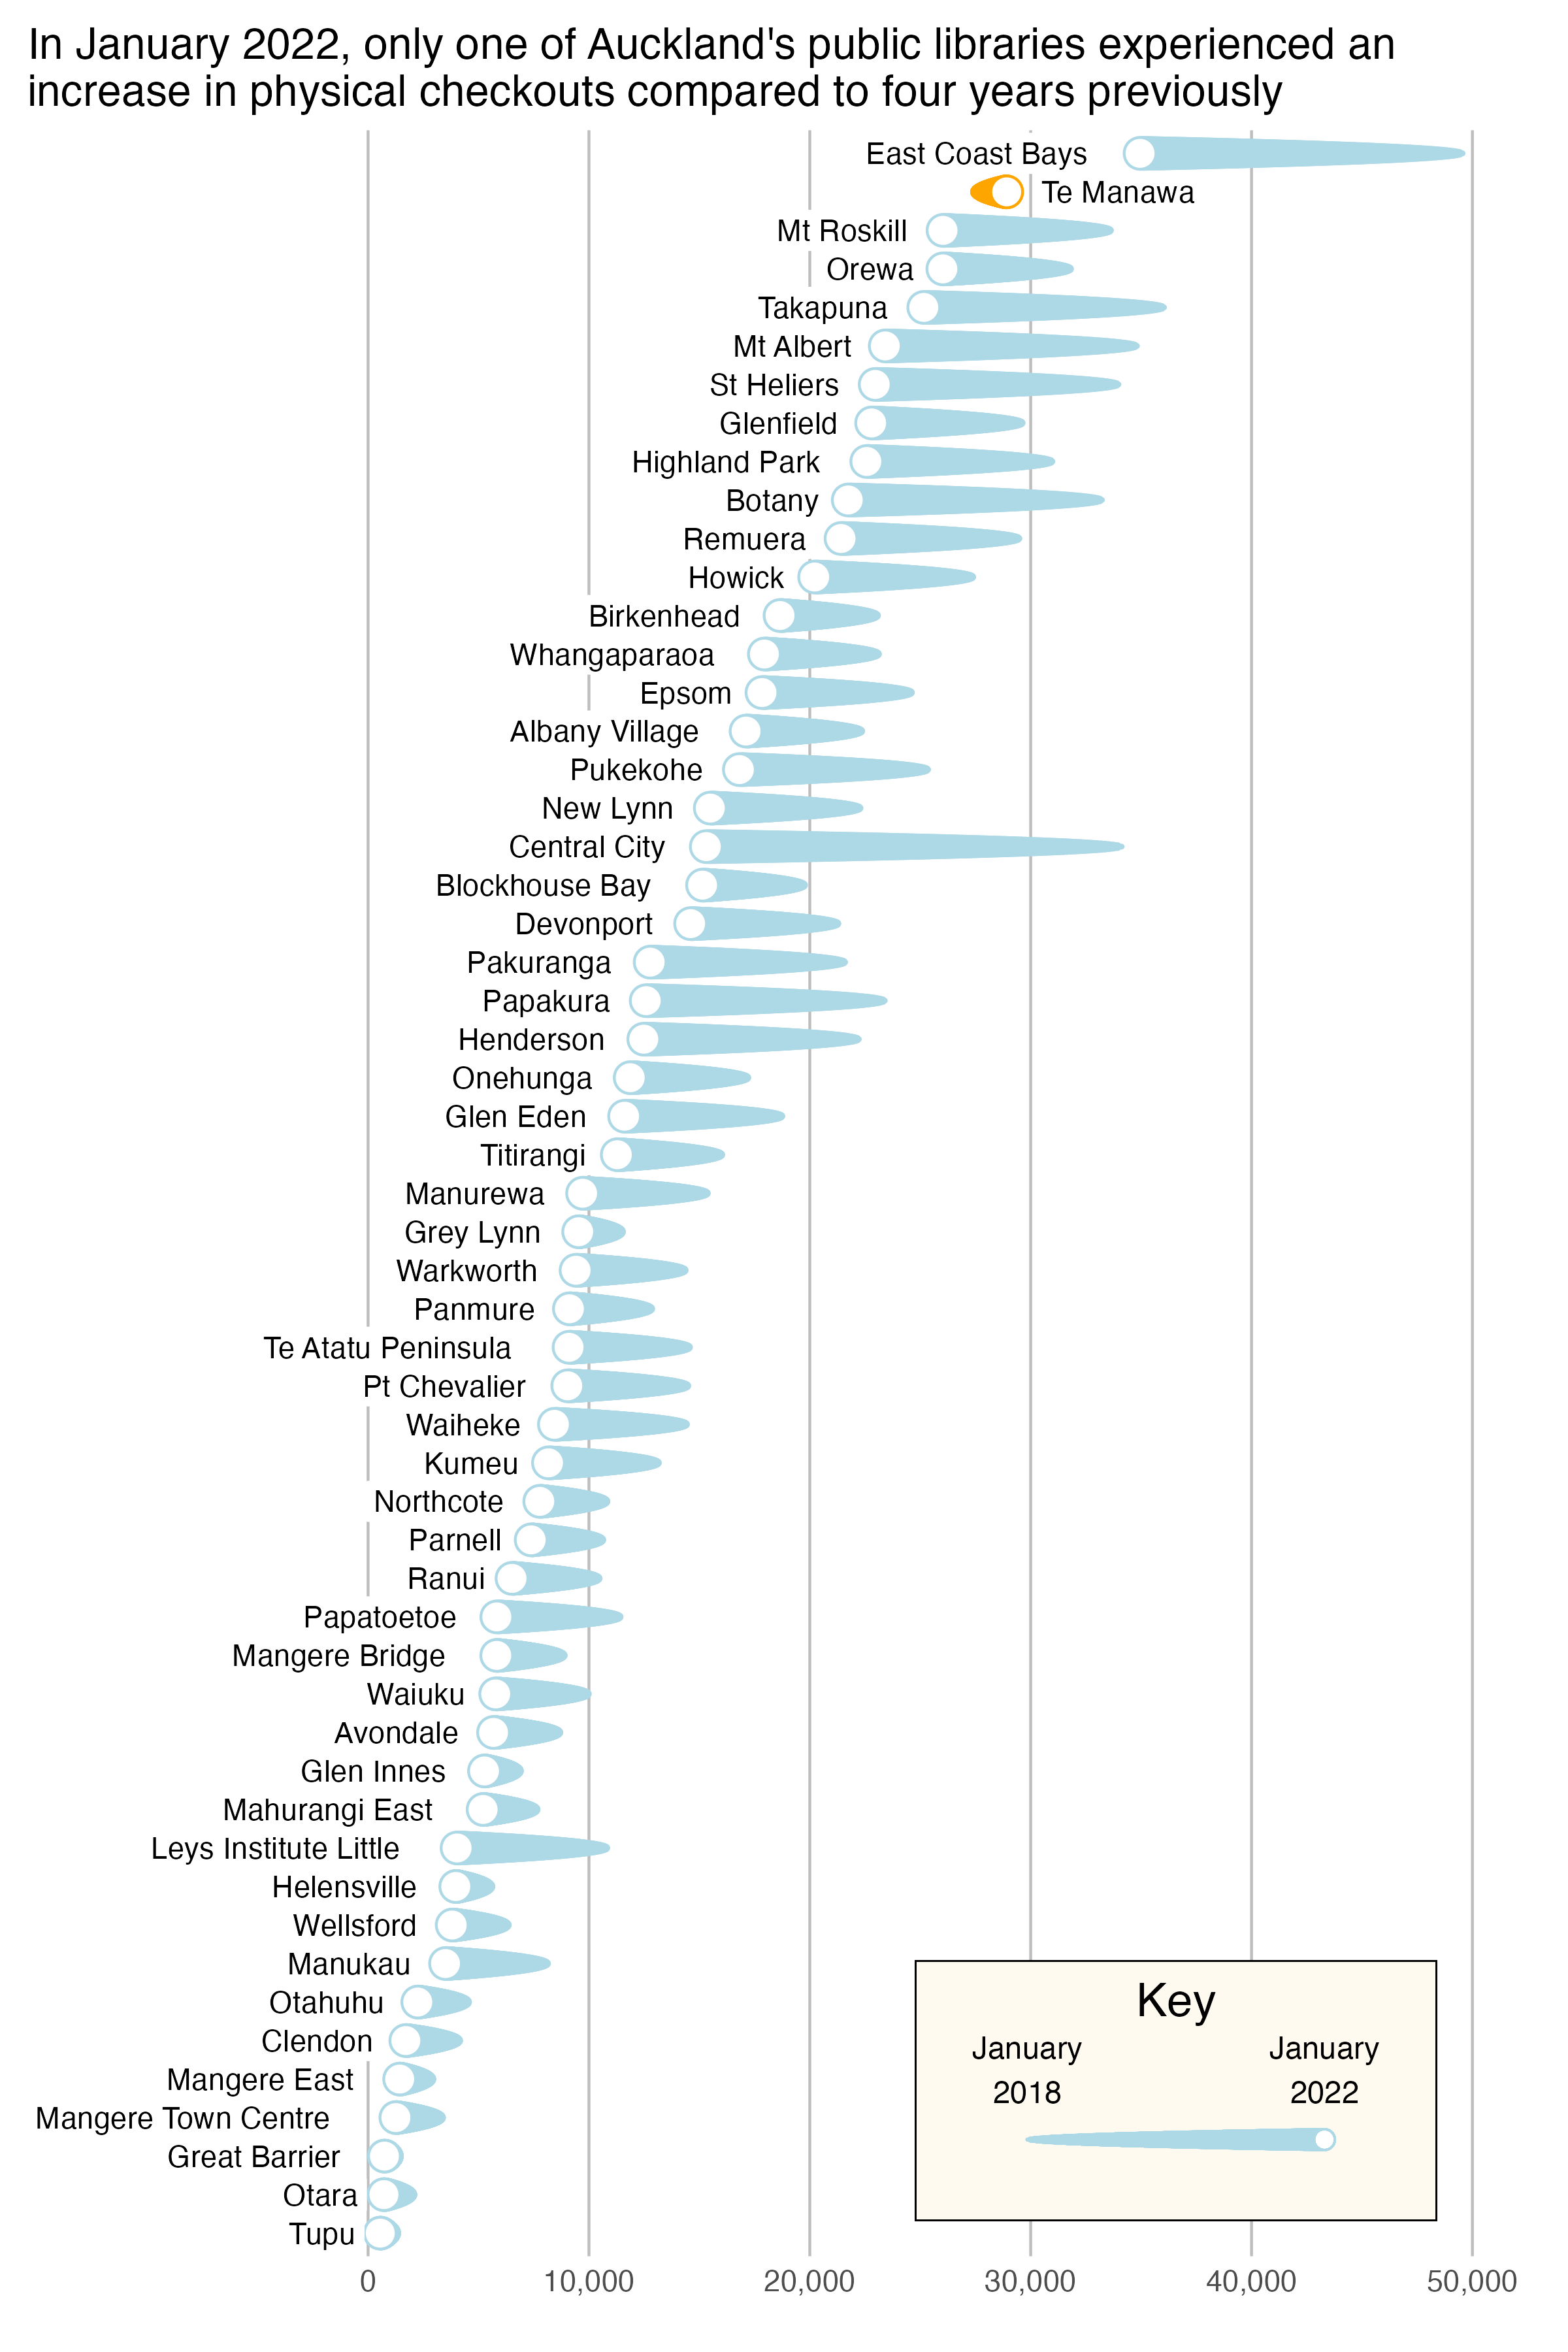 In January 2022, only one of Auckland's public libraries experienced an
increase in physical checkouts compared to four years previously
East Coast Bays
Te Manawa
Mt Roskill
Orewa
Takapuna
Mt Albert
St Heliers
Glenfield
Highland Park
Botany
Remuera
Howick
Birkenhead
Whangaparaoa
Epsom
Albany Village
Pukekohe
New Lynn
Central City
Blockhouse Bay
Devonport
Pakuranga
Papakura
Henderson
Onehunga
Glen Eden
Titirangi
Manurewa
Grey Lynn
Warkworth
Panmure
Te Atatu Peninsula
Pt Chevalier
Waiheke
Kumeu
Northcote
Parnell
Ranui
Papatoetoe
Mangere Bridge
Waiuku
Avondale
Glen Innes
Mahurangi East
Leys Institute Little
Helensville
Wellsford
Manukau
Otahuhu
Clendon
Mangere East
Mangere Town Centre
Great Barrier
Otara
Tupu
Key
January January
2018 2022
0 10,000 20,000 30,000 40,000 50,000